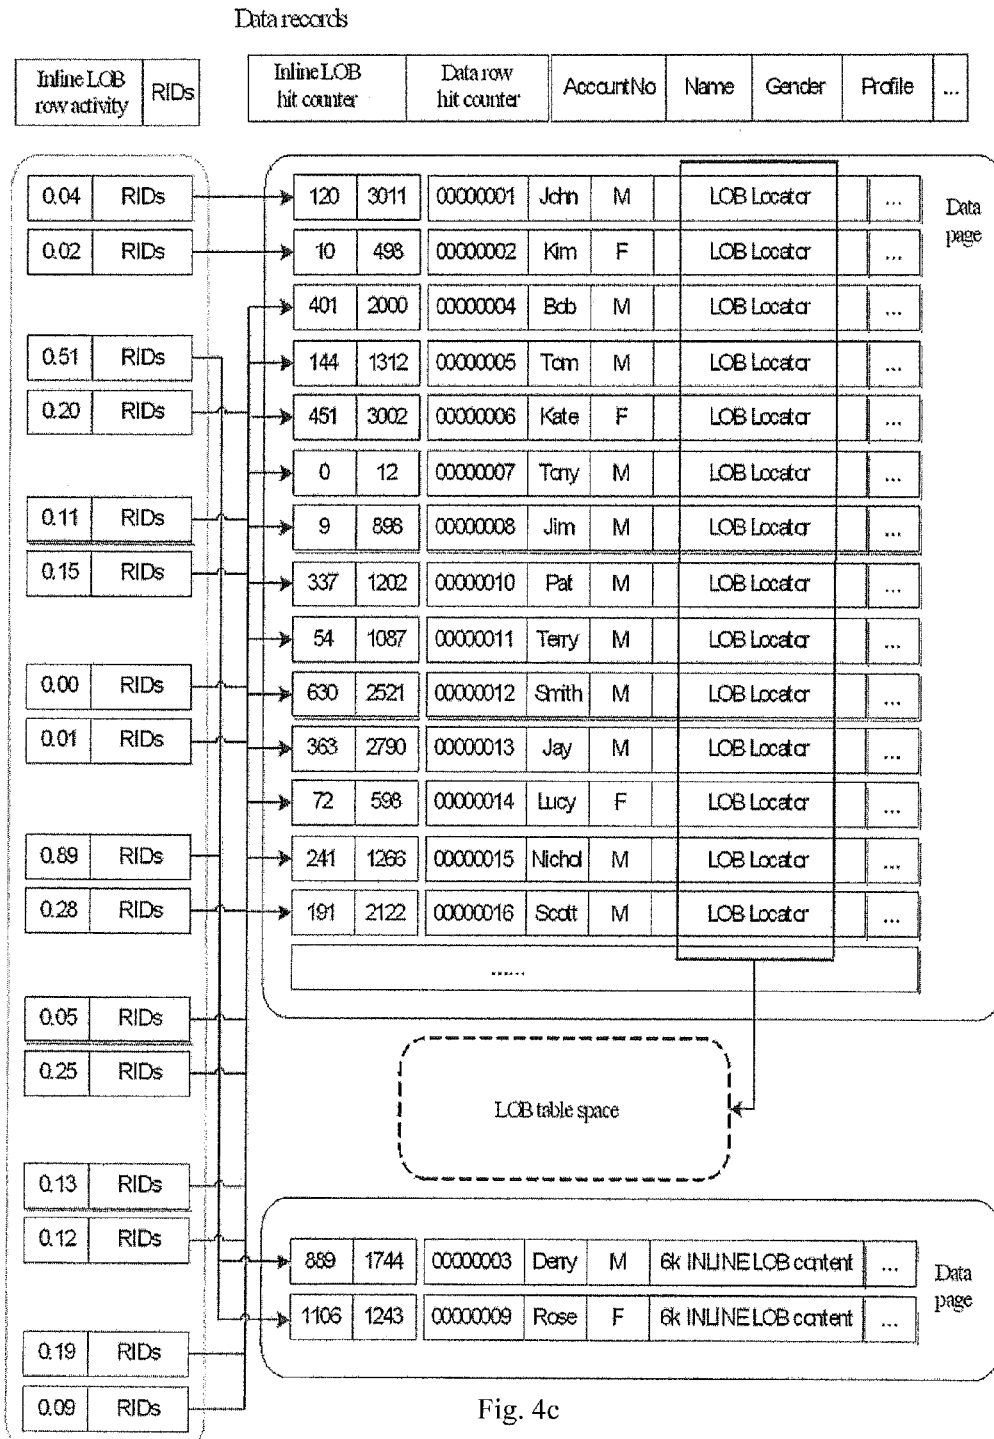 Data records
Inline LOB row activity RIDs
Inline LOB hit counter Data row hit counter AccountNo Name Gender Profile ...
0.04 RIDs
0.02 RIDs
0.51 RIDs
0.20 RIDs
0.11 RIDs
0.15 RIDs
0.00 RIDs
0.01 RIDs
0.89 RIDs
0.28 RIDs
0.05 RIDs
0.25 RIDs
0.13 RIDs
0.12 RIDs
0.19 RIDs
0.09 RIDs
120 3011 00000001 John M LOB Locator ...
10 498 00000002 Kim F LOB Locator ...
401 2000 00000004 Bob M LOB Locator ...
144 1312 00000005 Tom M LOB Locator ...
451 3002 00000006 Kate F LOB Locator ...
0 12 00000007 Tony M LOB Locator ...
9 898 00000008 Jim M LOB Locator ...
337 1202 00000010 Pat M LOB Locator ...
54 1087 00000011 Terry M LOB Locator ...
630 2521 00000012 Smith M LOB Locator ...
363 2790 00000013 Jay M LOB Locator ...
72 598 00000014 Lucy F LOB Locator ...
241 1266 00000015 Nichol M LOB Locator ...
191 2122 00000016 Scott M LOB Locator ...
......
Data page
LOB table space
889 1744 00000003 Derry M 6k INLINE LOB content ...
1106 1243 00000009 Rose F 6k INLINE LOB content ...
Data page
Fig. 4c